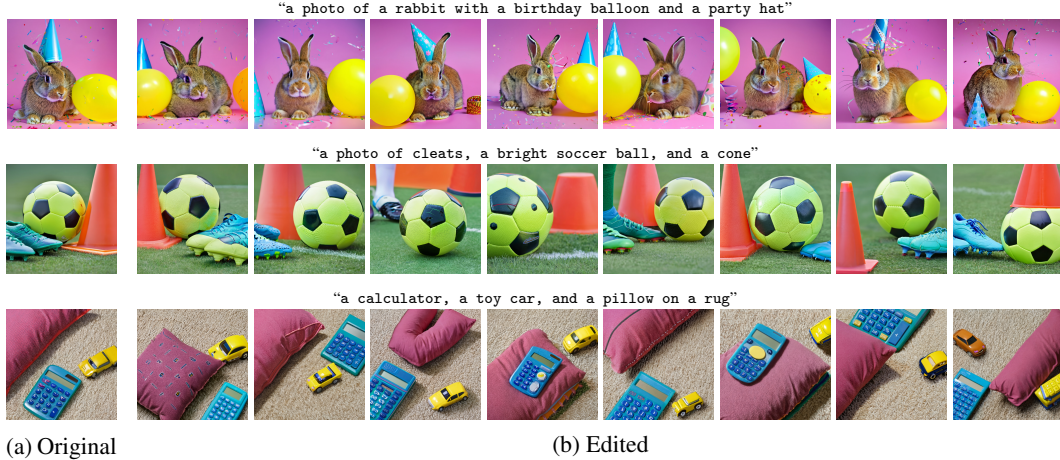 “a photo of a rabbit with a birthday balloon and a party hat”
“a photo of cleats, a bright soccer ball, and a cone”
“a calculator, a toy car, and a pillow on a rug”
(a) Original
(b) Edited